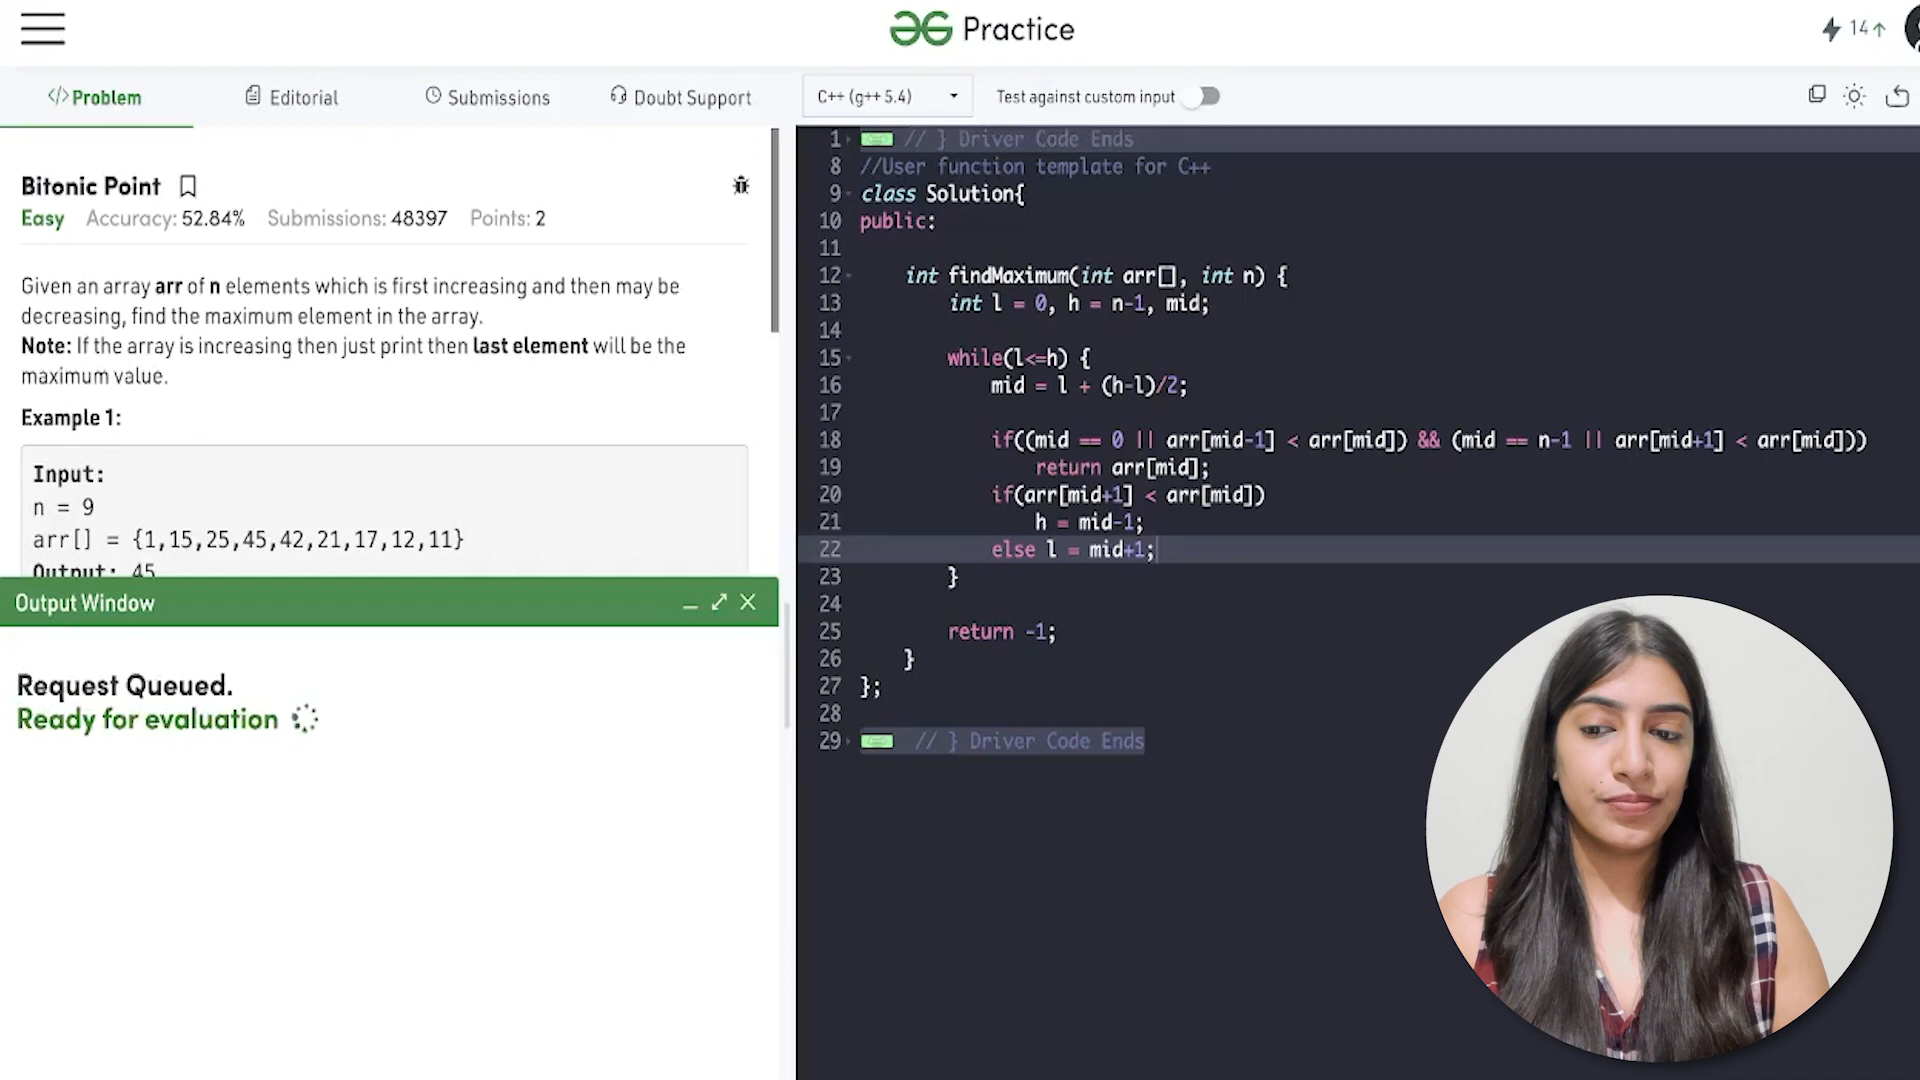 Practice
14↑
</>Problem
Editorial
Submissions
Doubt Support
C++ (g++ 5.4)
Test against custom input
Bitonic Point
Easy Accuracy: 52.84% Submissions: 48397 Points: 2
Given an array arr of n elements which is first increasing and then may be
decreasing, find the maximum element in the array.
Note: If the array is increasing then just print then last element will be the
maximum value.
Example 1:
Input:
n = 9
arr[] = {1,15,25,45,42,21,17,12,11}
Output: 45
Output Window
Request Queued.
Ready for evaluation
1 // } Driver Code Ends
8 //User function template for C++
9 class Solution{
10 public:
11
12 int findMaximum(int arr[], int n) {
13 int l = 0, h = n-1, mid;
14
15 while(l<=h) {
16 mid = l + (h-l)/2;
17
18 if((mid == 0 || arr[mid-1] < arr[mid]) && (mid == n-1 || arr[mid+1] < arr[mid]))
19 return arr[mid];
20 if(arr[mid+1] < arr[mid])
21 h = mid-1;
22 else l = mid+1;
23 }
24
25 return -1;
26 }
27 };
28
29 // } Driver Code Ends